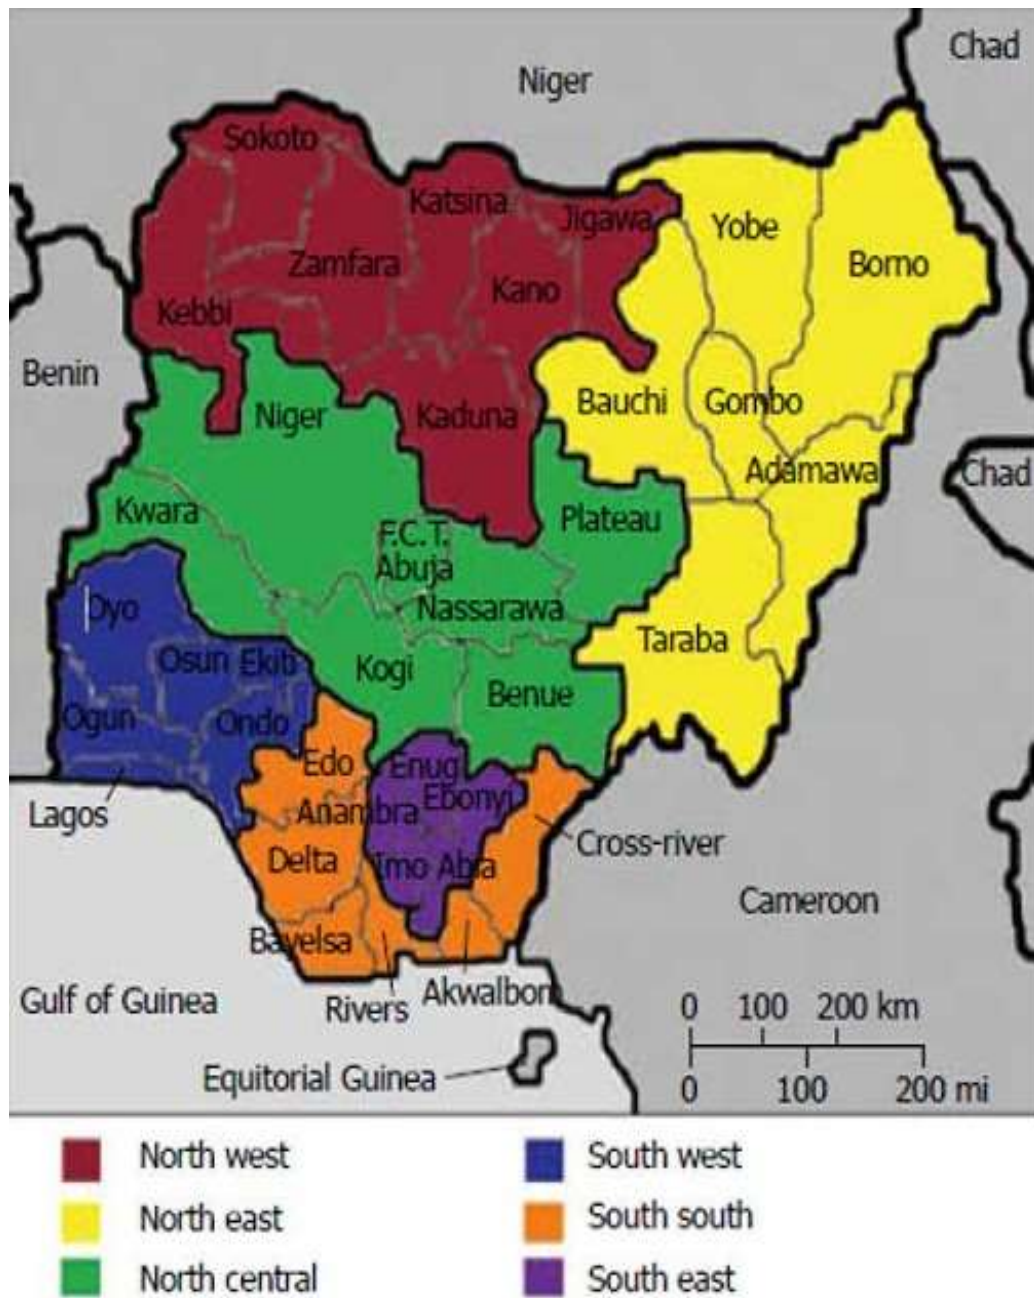 Chad
Niger
Sokoto
Katsina
Jigawa
Yobe
Zamfara
Borno
Kano
Kebbi
Benin
Niger
Kaduna
Bauchi
Gombo
Adamawa
Chad
Kwara
F.C.T.
Abuja
Plateau
Nassarawa
Oyo
Taraba
Osun
Ekib
Kogi
Benue
Ogun
Ondo
Edo
Enug
Ebonyi
Lagos
Anambra
Cross-river
Delta
Imo
Abia
Cameroon
Bayelsa
Gulf of Guinea
Rivers
Akwalbom
0 100 200 km
Equitorial Guinea
0 100 200 mi
North west
South west
North east
South south
North central
South east